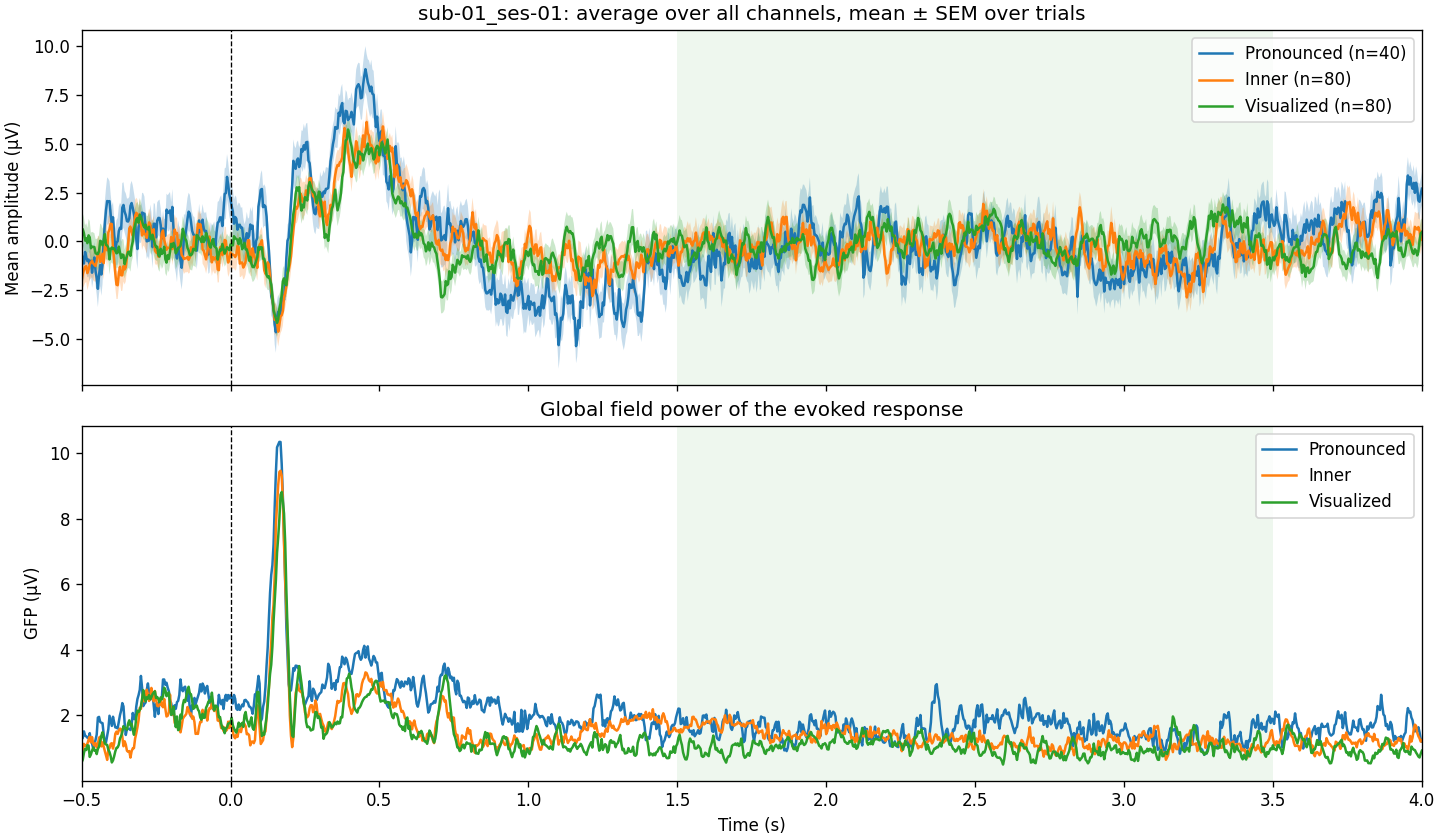 sub-01_ses-01: average over all channels, mean ± SEM over trials
10.0
7.5
5.0
2.5
0.0
−2.5
−5.0
Mean amplitude (µV)
Pronounced (n=40)
Inner (n=80)
Visualized (n=80)
Global field power of the evoked response
10
8
6
4
2
GFP (µV)
Pronounced
Inner
Visualized
−0.5 0.0 0.5 1.0 1.5 2.0 2.5 3.0 3.5 4.0
Time (s)